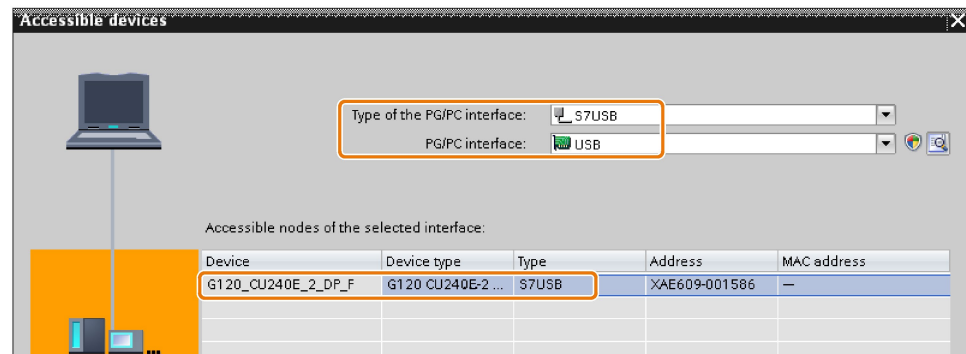 Accessible devices
Type of the PG/PC interface: S7USB
PG/PC interface: USB
Accessible nodes of the selected interface:
Device Device type Type Address MAC address
G120_CU240E_2_DP_F G120 CU240E-2 ... S7USB XAE609-001586 —